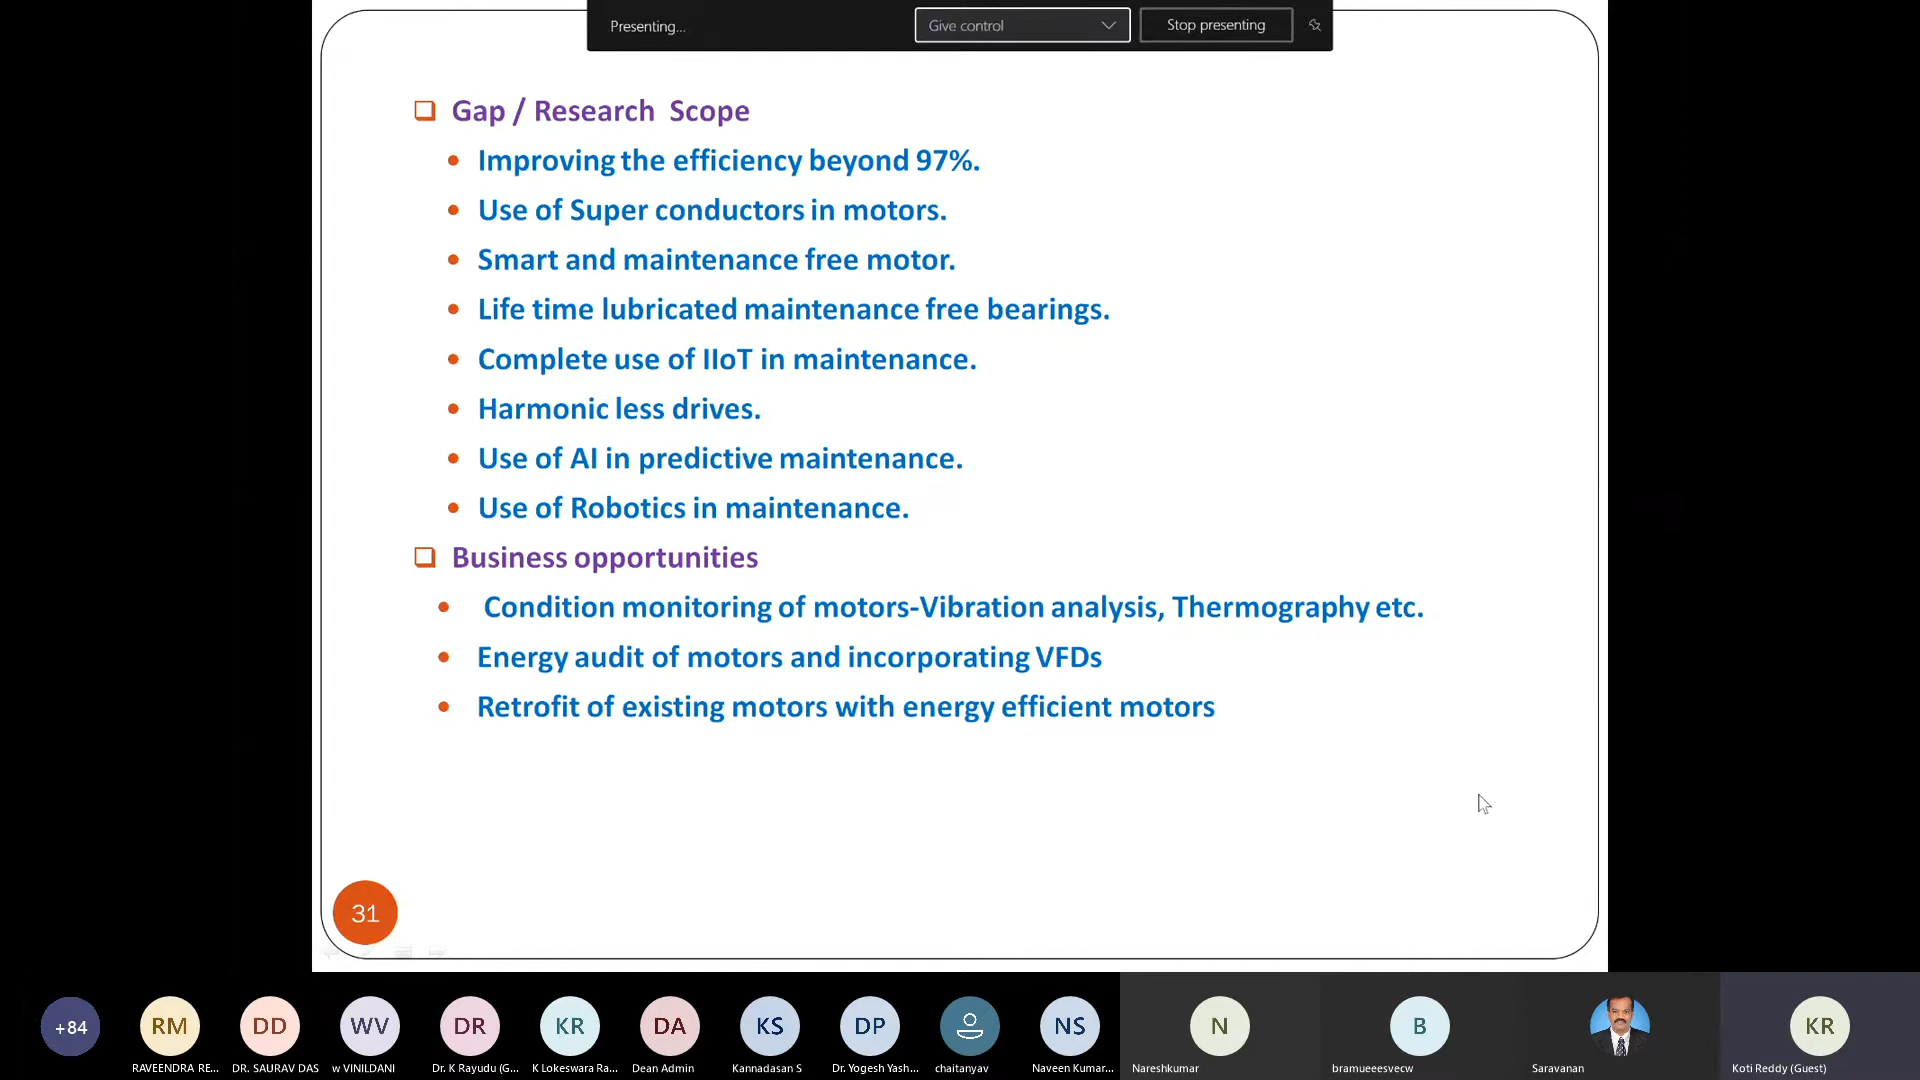 Presenting...
Give control
Stop presenting
Gap / Research Scope
Improving the efficiency beyond 97%.
Use of Super conductors in motors.
Smart and maintenance free motor.
Life time lubricated maintenance free bearings.
Complete use of IIoT in maintenance.
Harmonic less drives.
Use of AI in predictive maintenance.
Use of Robotics in maintenance.
Business opportunities
Condition monitoring of motors-Vibration analysis, Thermography etc.
Energy audit of motors and incorporating VFDs
Retrofit of existing motors with energy efficient motors
31
+84 RM DD WV DR KR DA KS DP NS N B KR
RAVEENDRA RE... DR. SAURAV DAS w VINILDANI Dr. K Rayudu (G... K Lokeswara Ra... Dean Admin Kannadasan S Dr. Yogesh Yash... chaitanyav Naveen Kumar... Nareshkumar bramueeesvecw Saravanan Koti Reddy (Guest)